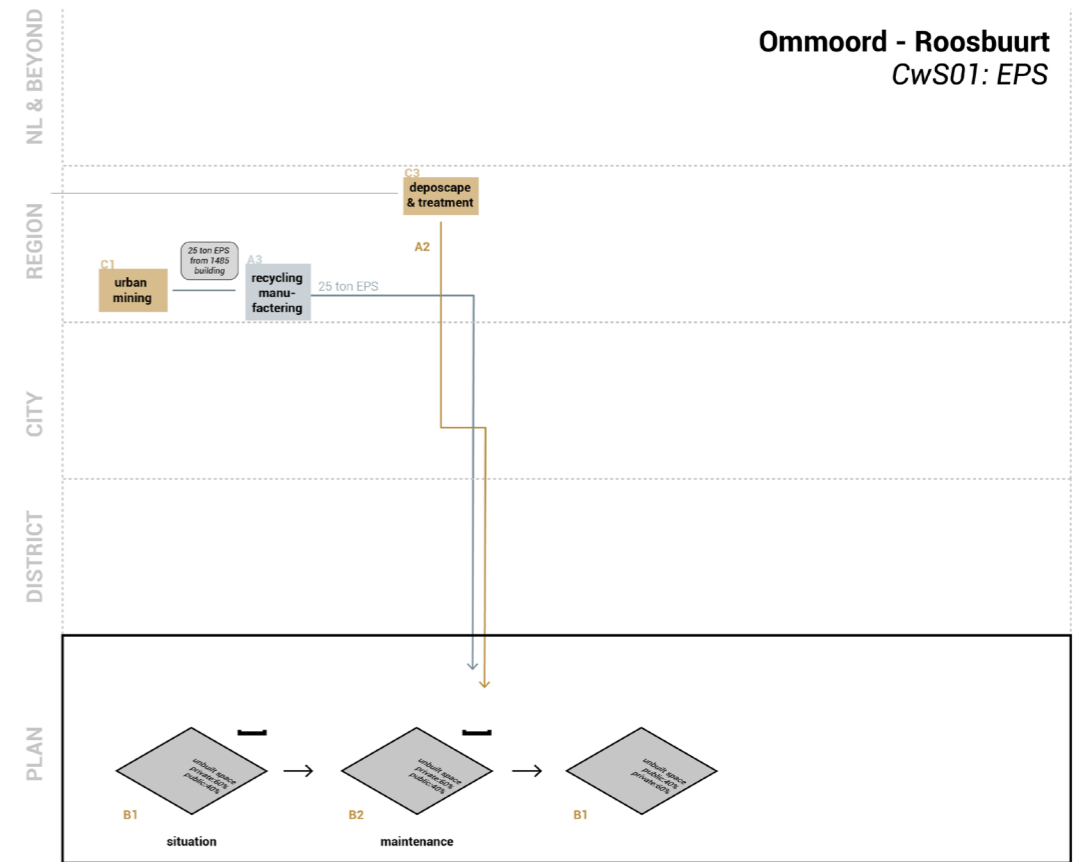 Ommoord - Roosbuurt
CwS01: EPS
NL & BEYOND
REGION
CITY
DISTRICT
PLAN
C3
deposcape
& treatment
A2
C1
urban
mining
25 ton EPS
from 1485
building
A3
recycling
manu-
factering
25 ton EPS
unbuilt space
private:60%
public:40%
B1
situation
unbuilt space
private:60%
public:40%
B2
maintenance
unbuilt space
public:40%
private:60%
B1